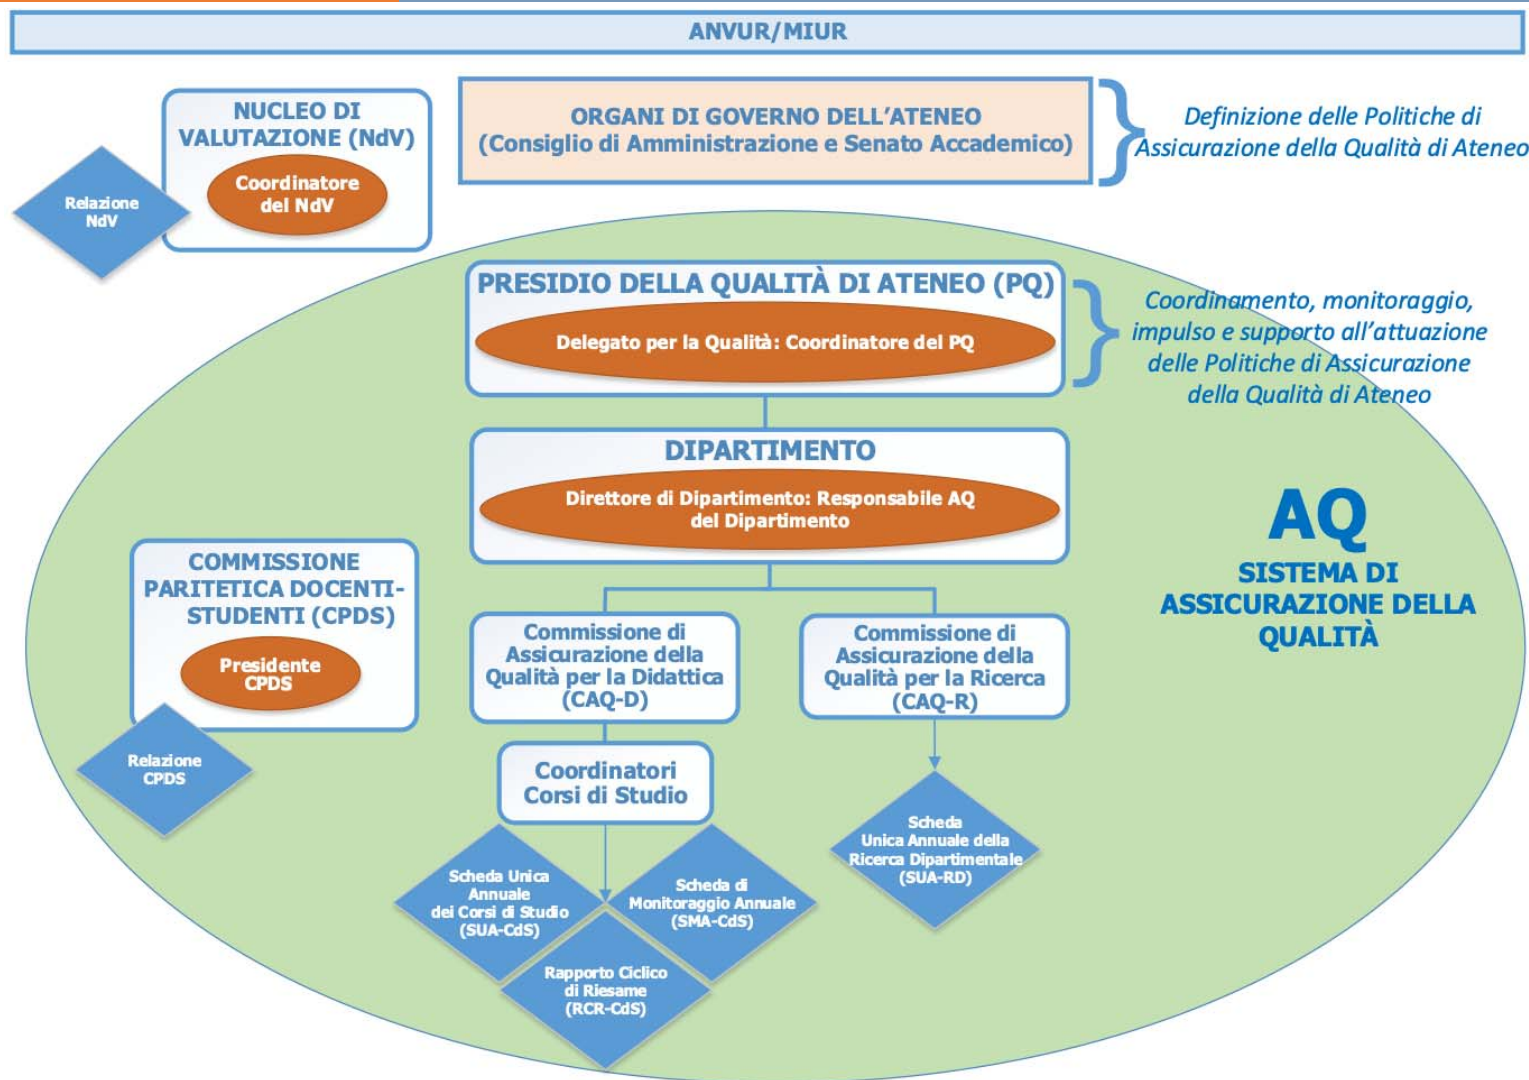 ANVUR/MIUR
NUCLEO DI
VALUTAZIONE (NdV)
Coordinatore
del NdV
Relazione
NdV
ORGANI DI GOVERNO DELL’ATENEO
(Consiglio di Amministrazione e Senato Accademico)
Definizione delle Politiche di
Assicurazione della Qualità di Ateneo
PRESIDIO DELLA QUALITÀ DI ATENEO (PQ)
Delegato per la Qualità: Coordinatore del PQ
Coordinamento, monitoraggio,
impulso e supporto all’attuazione
delle Politiche di Assicurazione
della Qualità di Ateneo
DIPARTIMENTO
Direttore di Dipartimento: Responsabile AQ
del Dipartimento
AQ
SISTEMA DI
ASSICURAZIONE DELLA
QUALITÀ
COMMISSIONE
PARITETICA DOCENTI-
STUDENTI (CPDS)
Presidente
CPDS
Relazione
CPDS
Commissione di
Assicurazione della
Qualità per la Didattica
(CAQ-D)
Commissione di
Assicurazione della
Qualità per la Ricerca
(CAQ-R)
Coordinatori
Corsi di Studio
Scheda Unica
Annuale
dei Corsi di Studio
(SUA-CdS)
Scheda di
Monitoraggio Annuale
(SMA-CdS)
Rapporto Ciclico
di Riesame
(RCR-CdS)
Scheda
Unica Annuale della
Ricerca Dipartimentale
(SUA-RD)